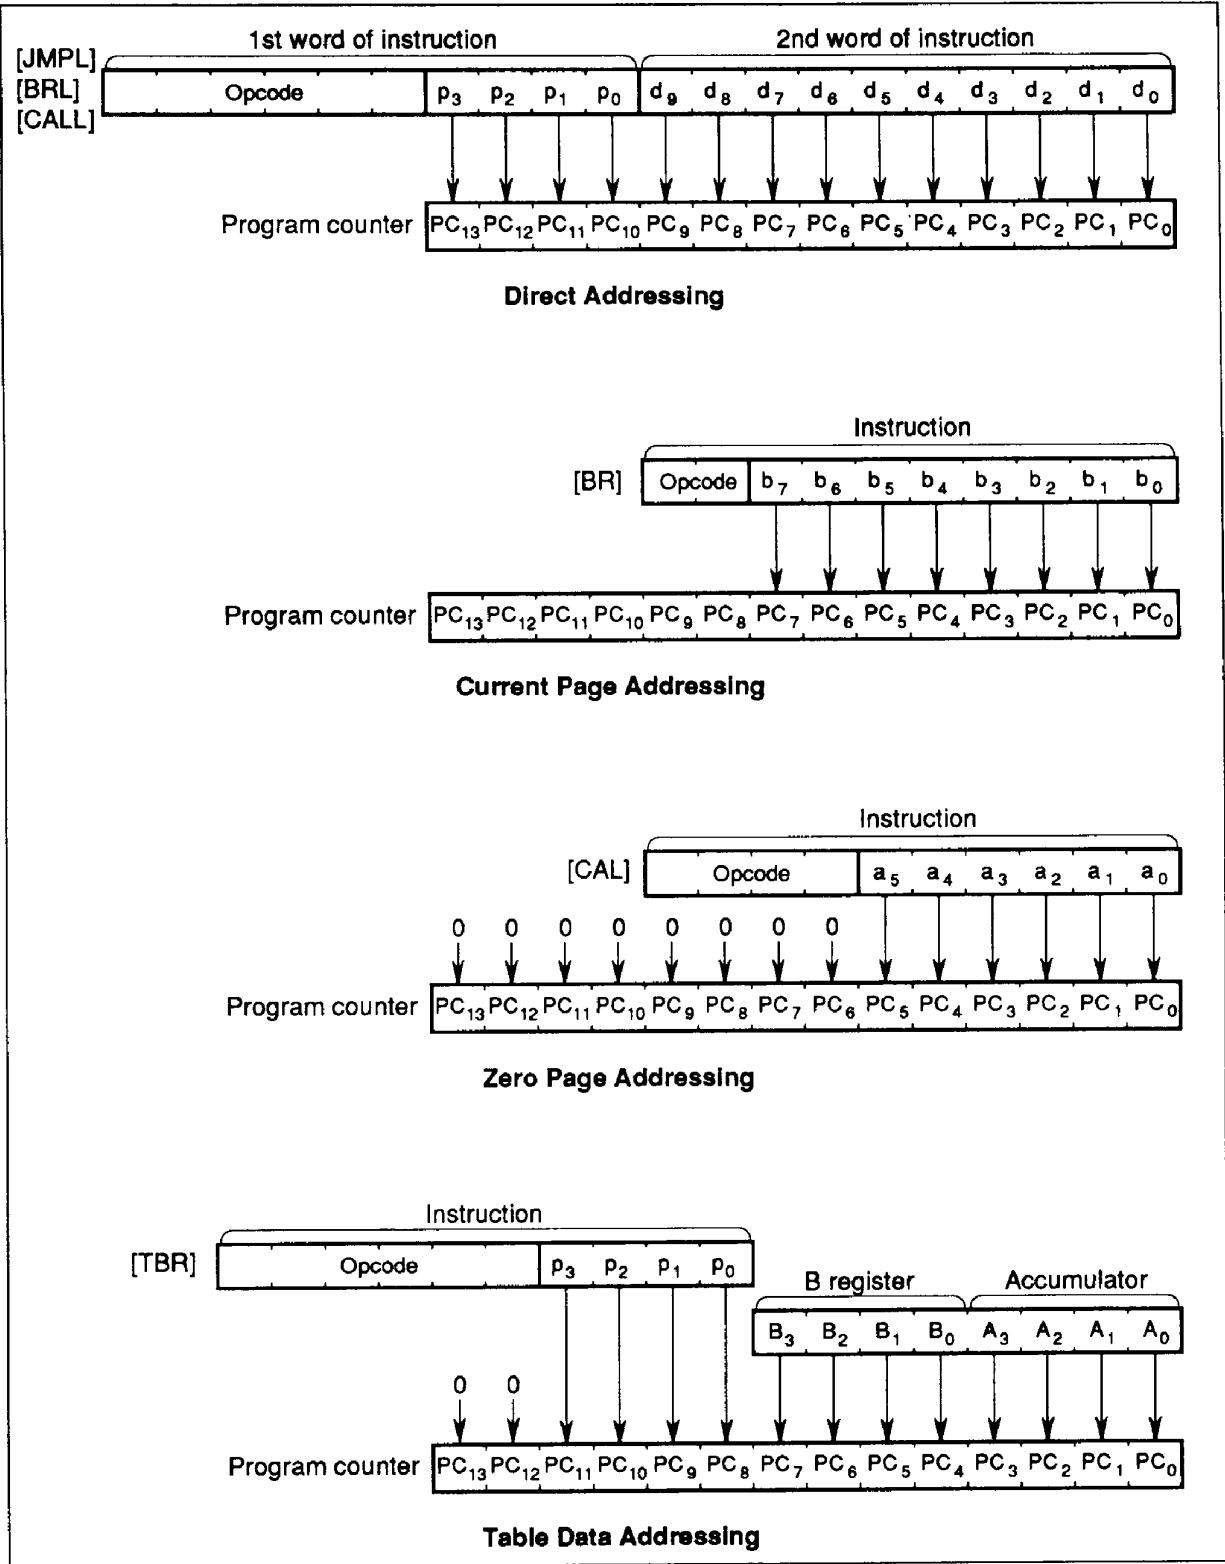 1st word of instruction 2nd word of instruction
[JMPL]
[BRL] Opcode p3 p2 p1 p0 d9 d8 d7 d6 d5 d4 d3 d2 d1 d0
[CALL]
Program counter PC13 PC12 PC11 PC10 PC9 PC8 PC7 PC6 PC5 PC4 PC3 PC2 PC1 PC0
Direct Addressing
Instruction
[BR] Opcode b7 b6 b5 b4 b3 b2 b1 b0
Program counter PC13 PC12 PC11 PC10 PC9 PC8 PC7 PC6 PC5 PC4 PC3 PC2 PC1 PC0
Current Page Addressing
Instruction
[CAL] Opcode a5 a4 a3 a2 a1 a0
0 0 0 0 0 0 0 0
Program counter PC13 PC12 PC11 PC10 PC9 PC8 PC7 PC6 PC5 PC4 PC3 PC2 PC1 PC0
Zero Page Addressing
Instruction
[TBR] Opcode p3 p2 p1 p0
B register Accumulator
B3 B2 B1 B0 A3 A2 A1 A0
0 0
Program counter PC13 PC12 PC11 PC10 PC9 PC8 PC7 PC6 PC5 PC4 PC3 PC2 PC1 PC0
Table Data Addressing